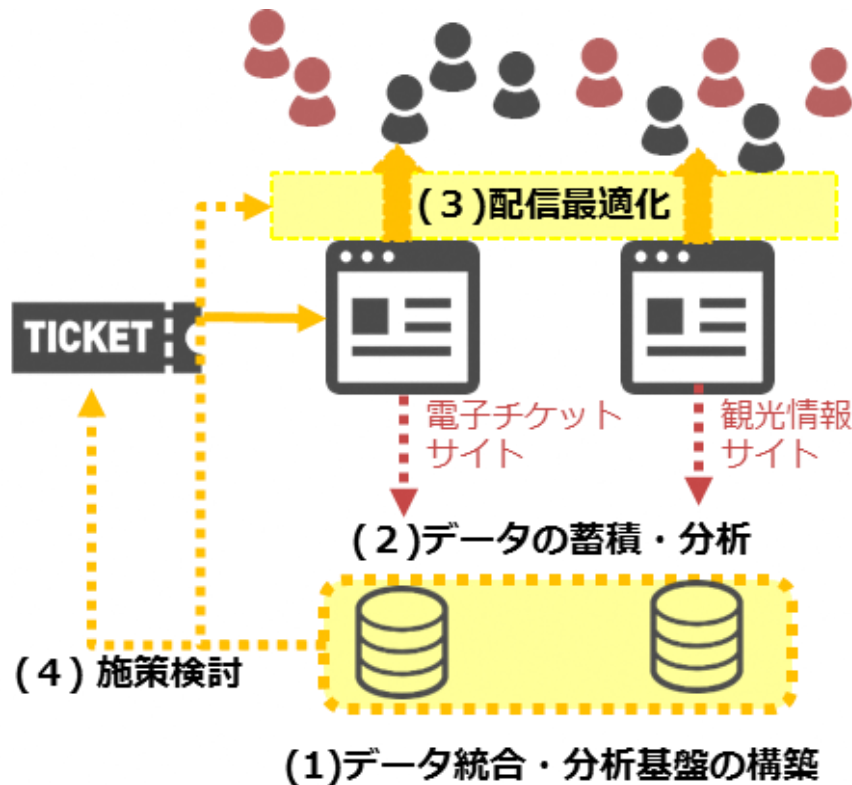 (3)配信最適化
TICKET
電子チケット
サイト
観光情報
サイト
(2)データの蓄積・分析
(4) 施策検討
(1)データ統合・分析基盤の構築